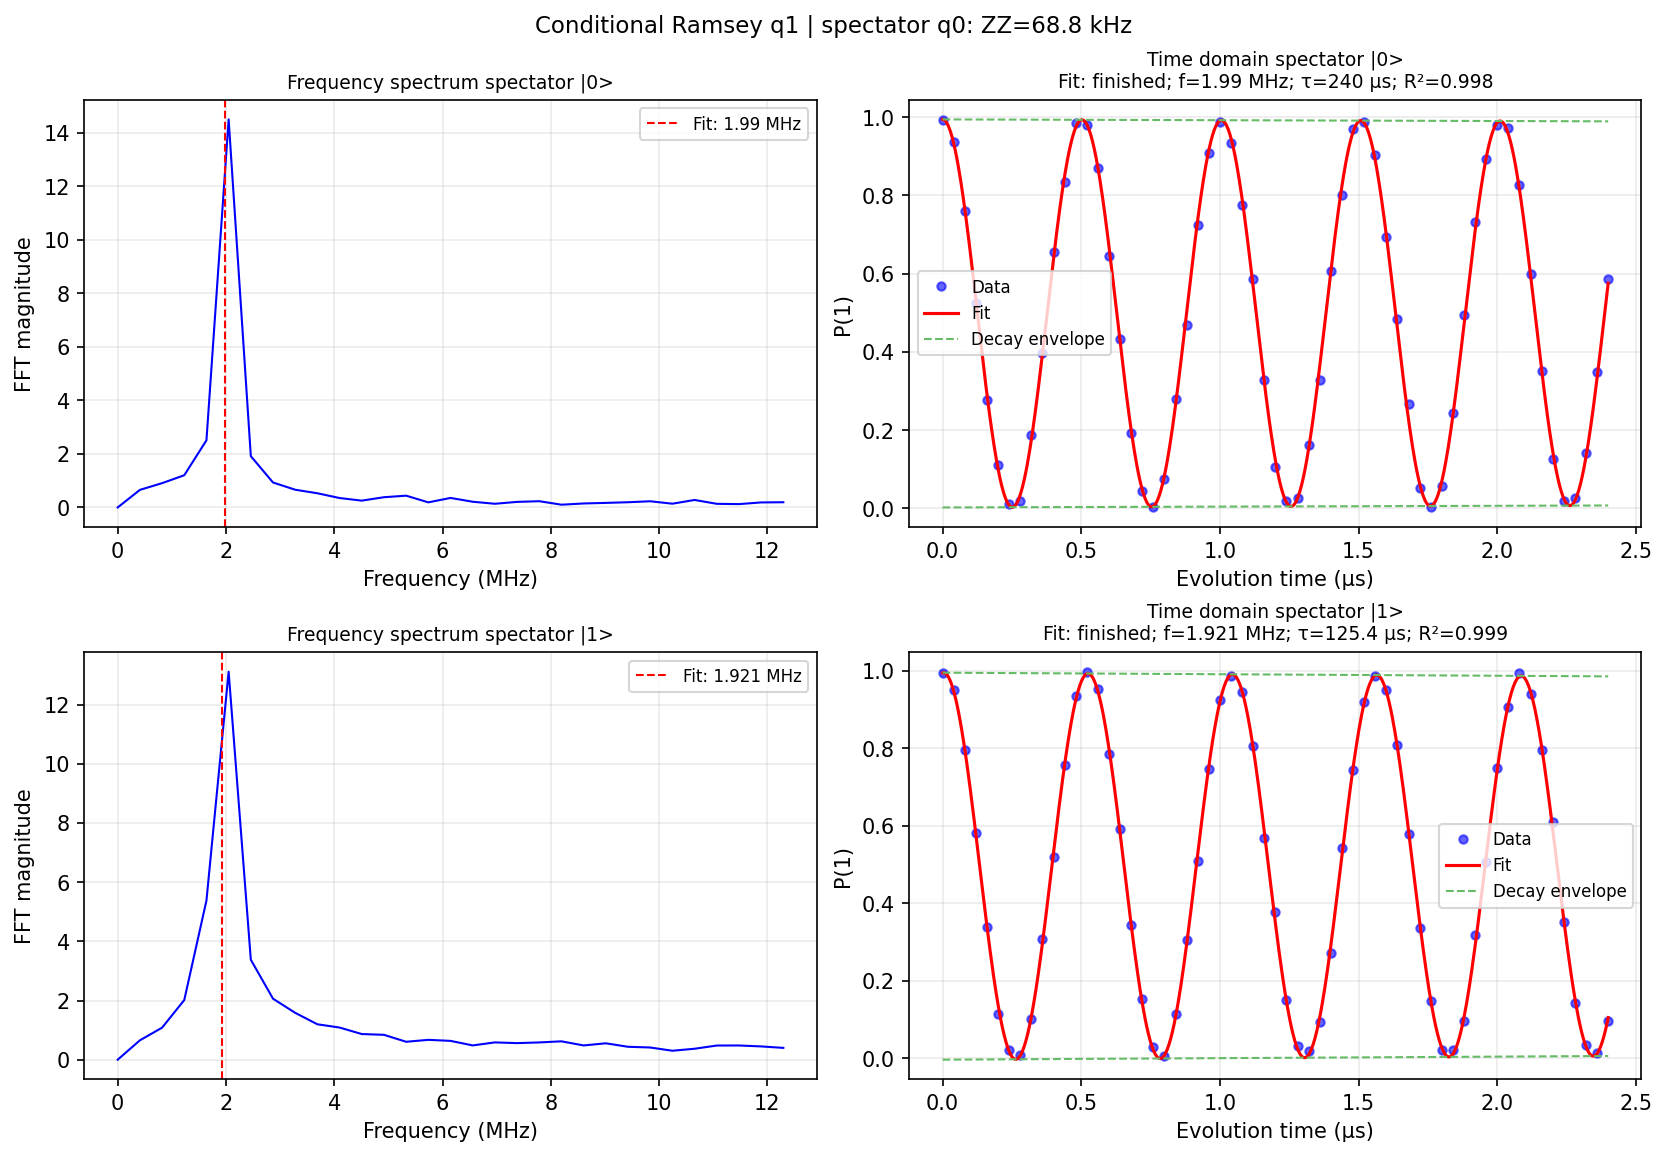 Conditional Ramsey q1 | spectator q0: ZZ=68.8 kHz
Frequency spectrum spectator |0>
Fit: 1.99 MHz
FFT magnitude
14
12
10
8
6
4
2
0
0 2 4 6 8 10 12
Frequency (MHz)
Time domain spectator |0>
Fit: finished; f=1.99 MHz; τ=240 µs; R²=0.998
P(1)
1.0
0.8
0.6
0.4
0.2
0.0
Data
Fit
Decay envelope
0.0 0.5 1.0 1.5 2.0 2.5
Evolution time (µs)
Frequency spectrum spectator |1>
Fit: 1.921 MHz
FFT magnitude
12
10
8
6
4
2
0
0 2 4 6 8 10 12
Frequency (MHz)
Time domain spectator |1>
Fit: finished; f=1.921 MHz; τ=125.4 µs; R²=0.999
P(1)
1.0
0.8
0.6
0.4
0.2
0.0
Data
Fit
Decay envelope
0.0 0.5 1.0 1.5 2.0 2.5
Evolution time (µs)